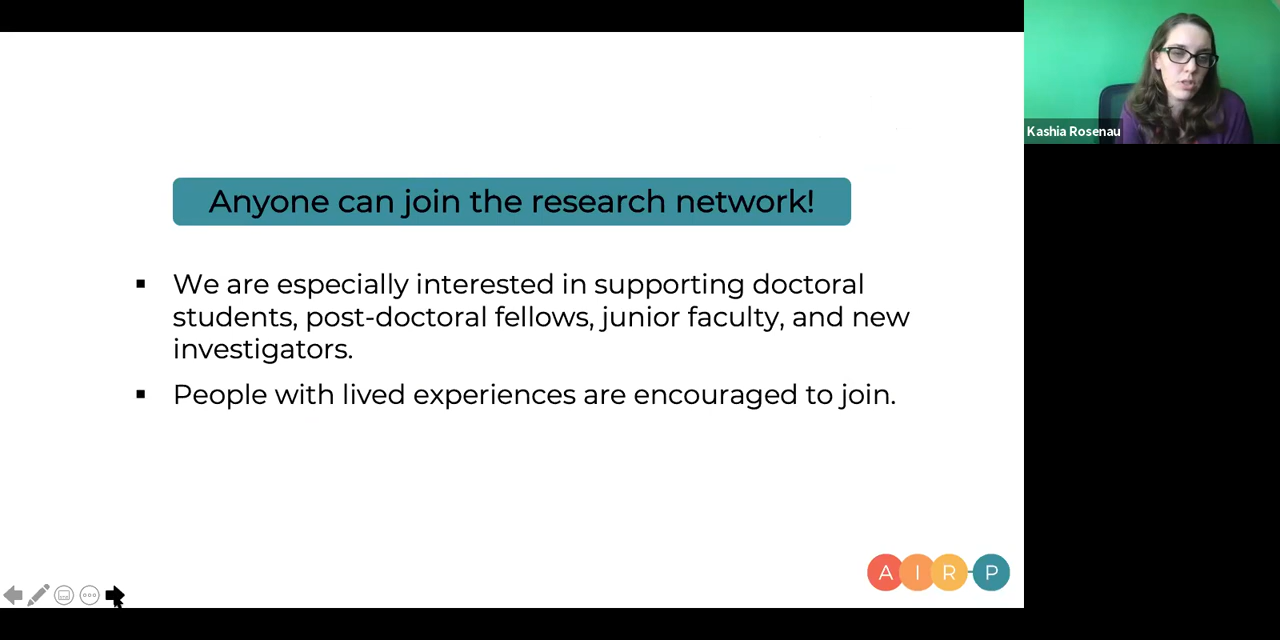 Anyone can join the research network!
Kashia Rosenau
▪ We are especially interested in supporting doctoral
students, post-doctoral fellows, junior faculty, and new
investigators.
▪ People with lived experiences are encouraged to join.
A I R - P